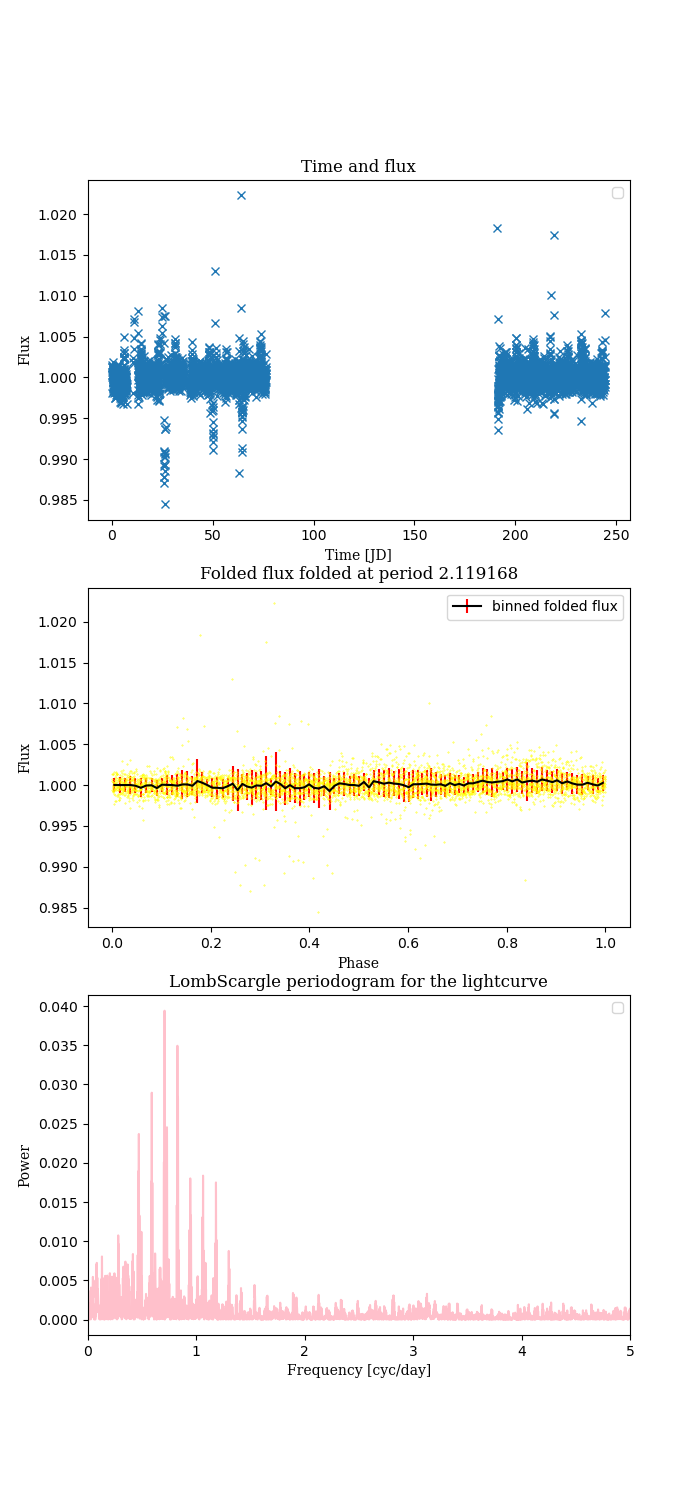 Time and flux
1.020
1.015
1.010
1.005
1.000
0.995
0.990
0.985
Flux
0 50 100 150 200 250
Time [JD]
Folded flux folded at period 2.119168
binned folded flux
1.020
1.015
1.010
1.005
1.000
0.995
0.990
0.985
Flux
0.0 0.2 0.4 0.6 0.8 1.0
Phase
LombScargle periodogram for the lightcurve
0.040
0.035
0.030
0.025
0.020
0.015
0.010
0.005
0.000
Power
0 1 2 3 4 5
Frequency [cyc/day]